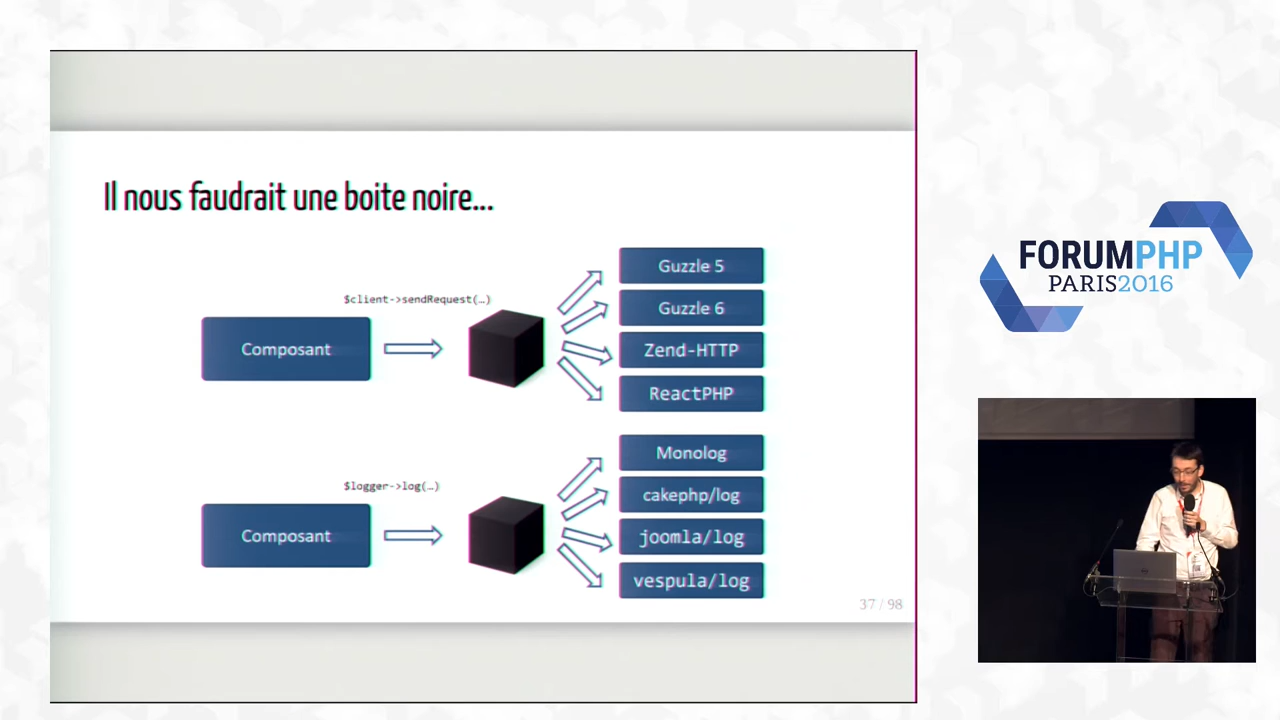 Il nous faudrait une boite noire...
$client->sendRequest(…)
Composant
Guzzle 5
Guzzle 6
Zend-HTTP
ReactPHP
$logger->log(…)
Composant
Monolog
cakephp/log
joomla/log
vespula/log
37 / 98
FORUMPHP
PARIS2016